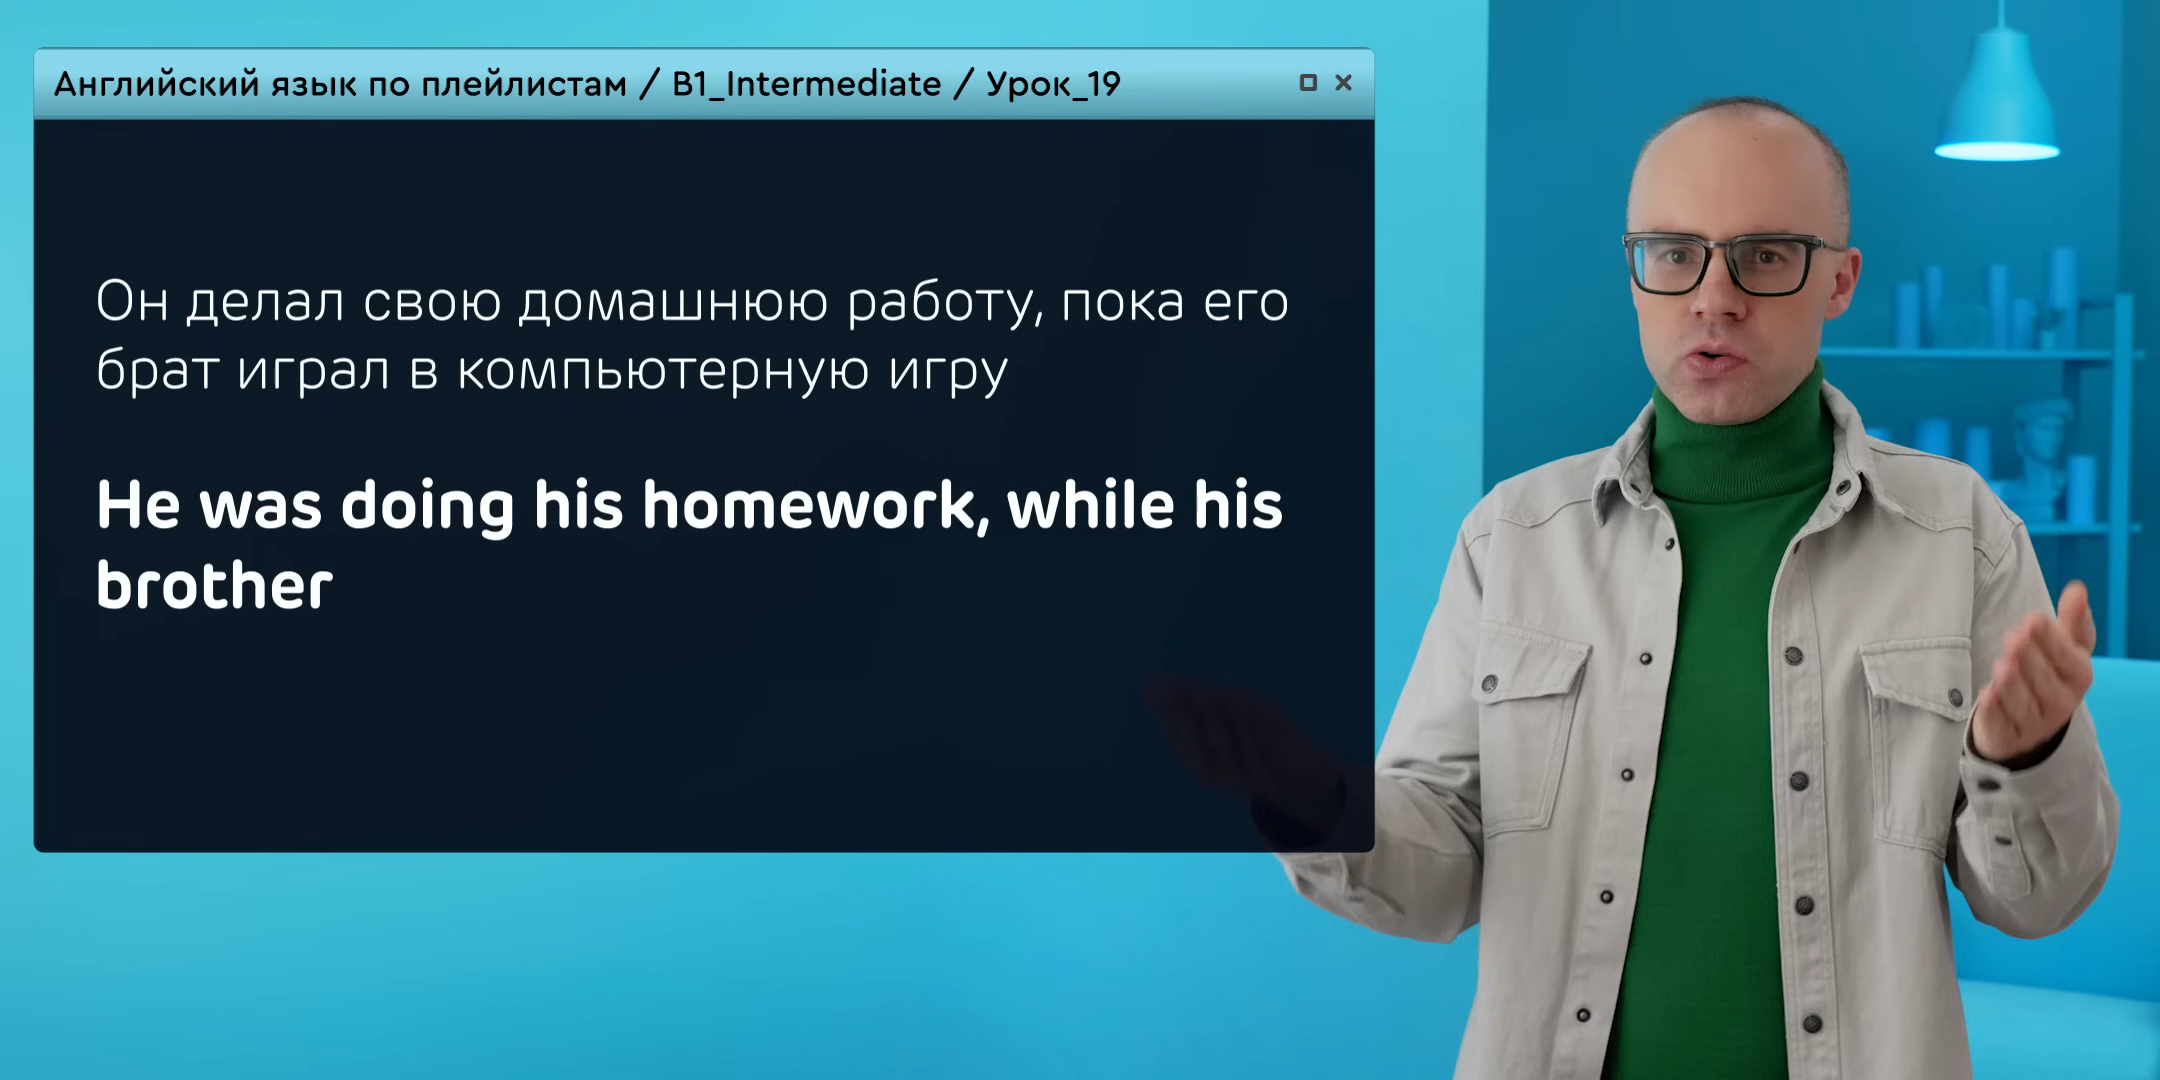 Английский язык по плейлистам / B1_Intermediate / Урок_19
Он делал свою домашнюю работу, пока его
брат играл в компьютерную игру
He was doing his homework, while his
brother